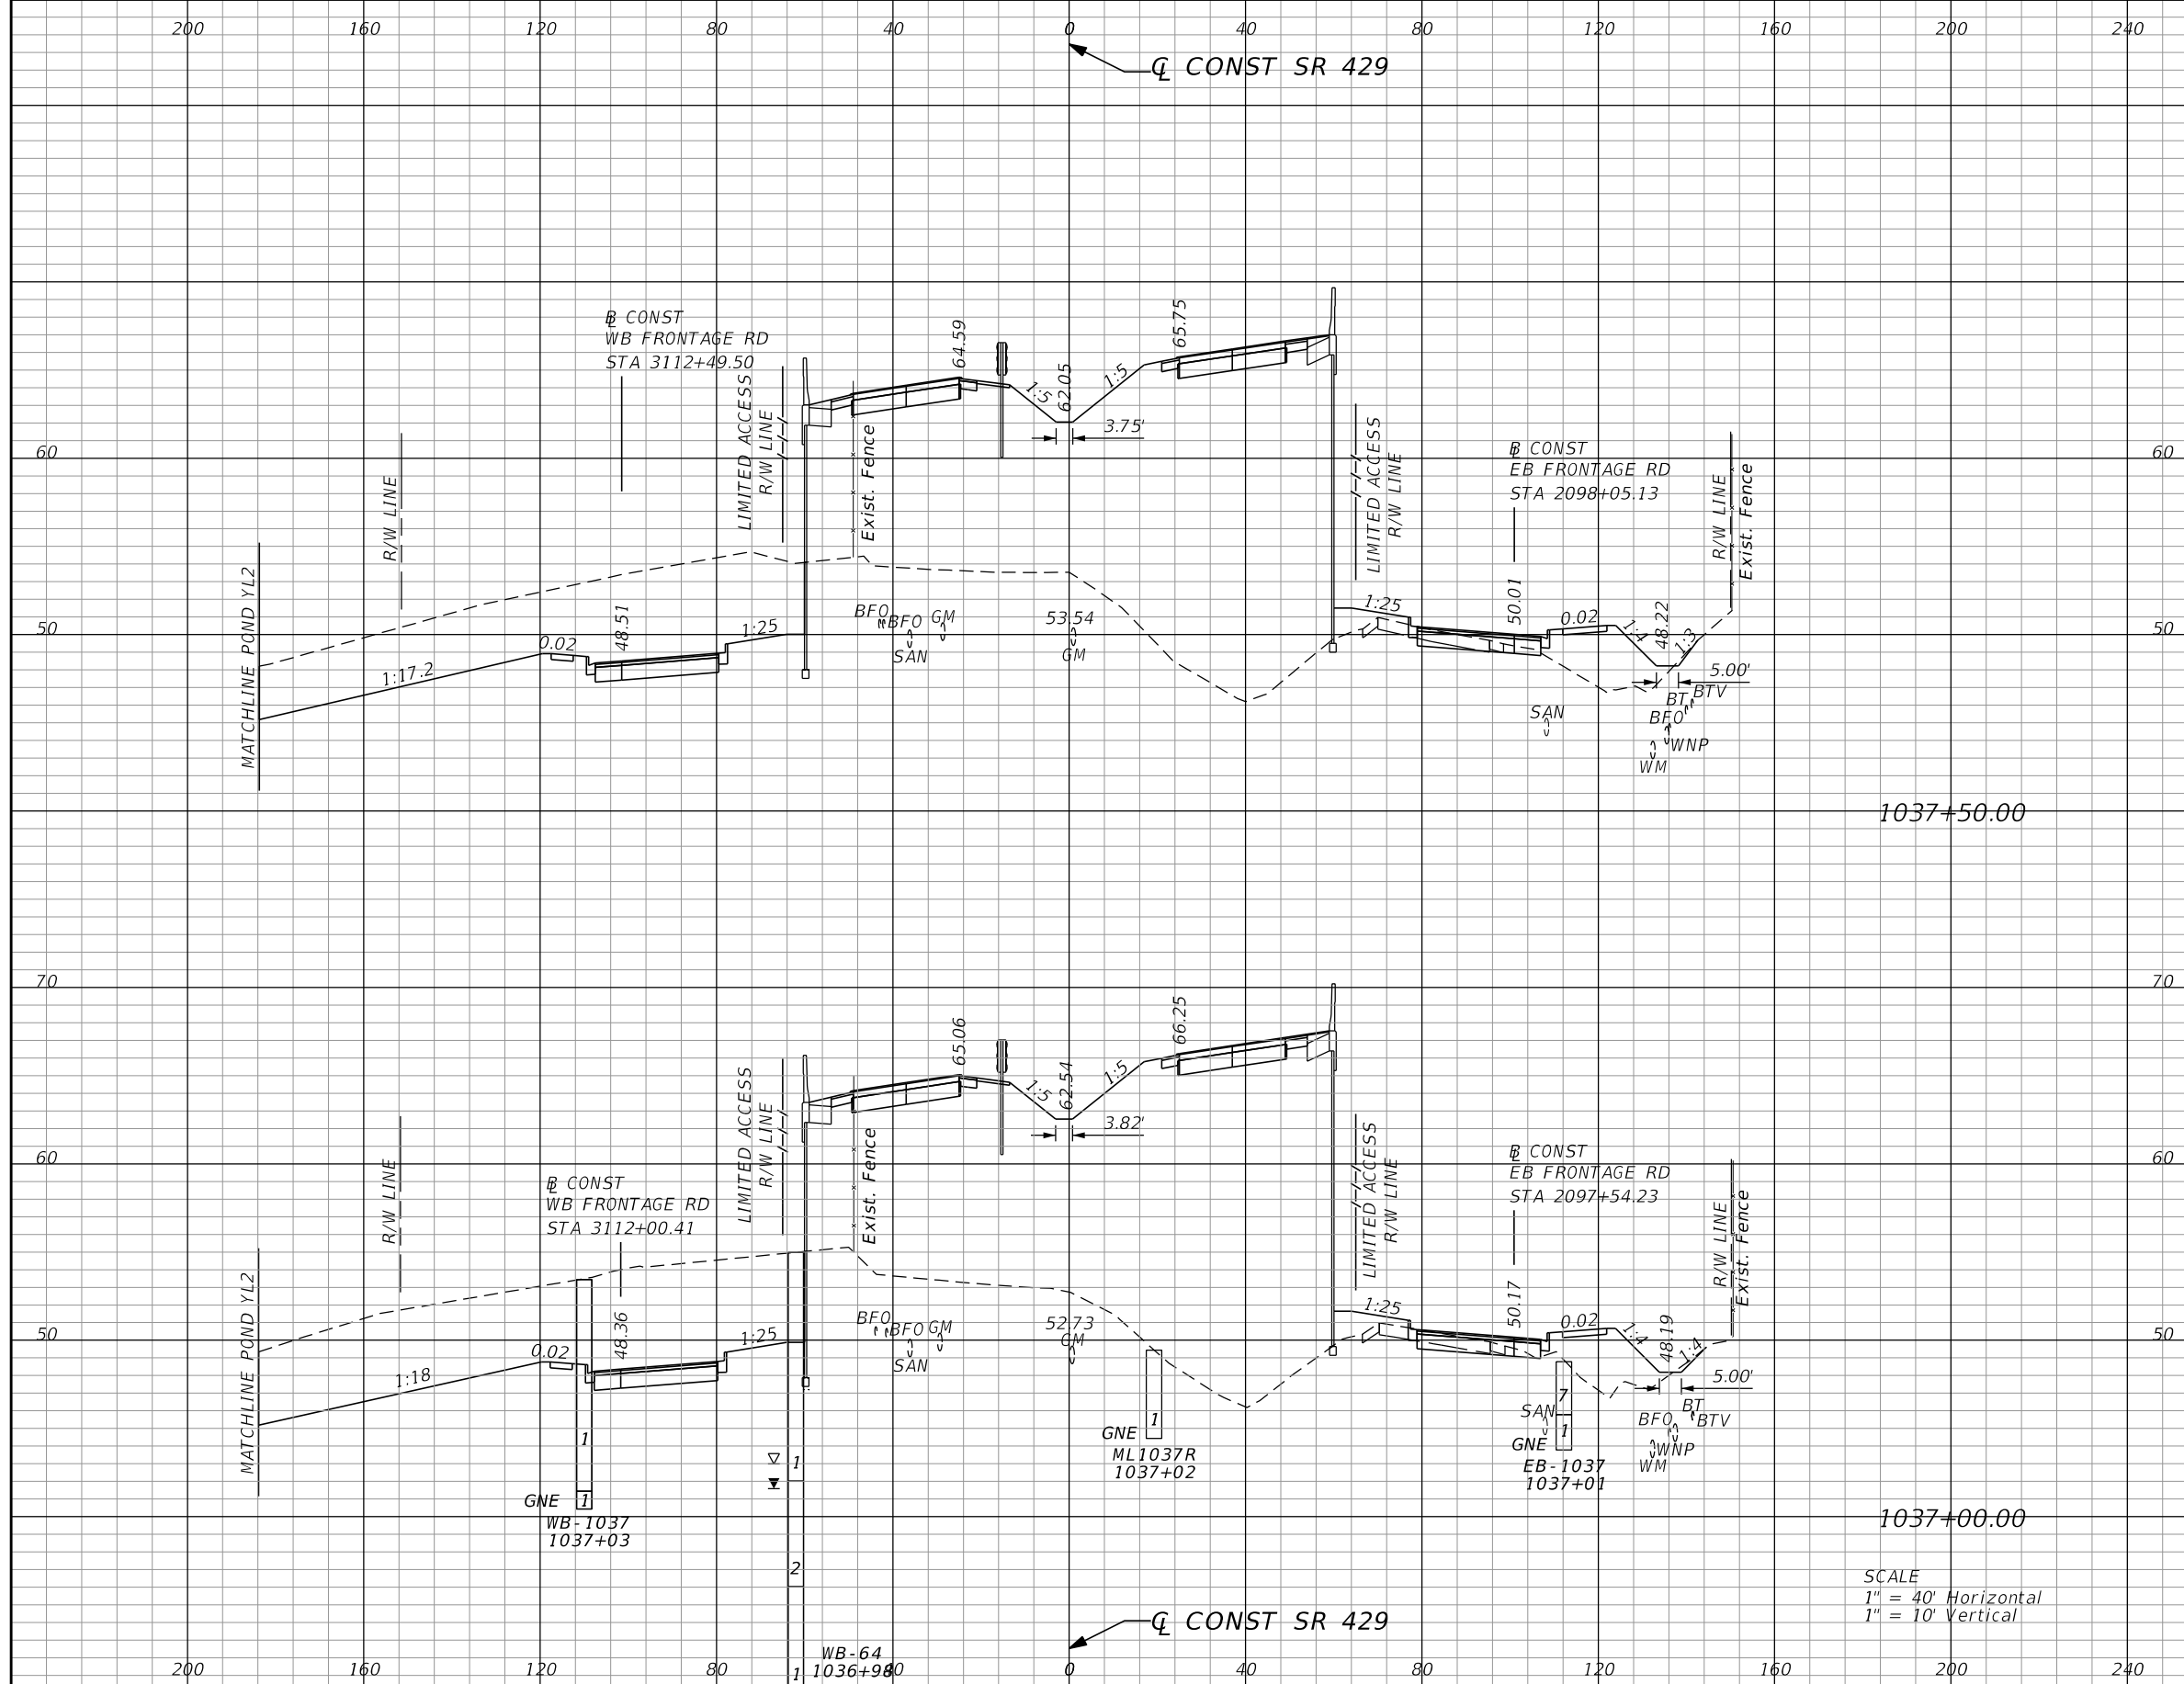 200 160 120 80 40 0 40 80 120 160 200 240
CL CONST SR 429
BL CONST
WB FRONTAGE RD
STA 3112+49.50
LIMITED ACCESS
R/W LINE
64.59
1:5
62.05
1:5
65.75
3.75'
Exist. Fence
LIMITED ACCESS
R/W LINE
BL CONST
EB FRONTAGE RD
STA 2098+05.13
R/W LINE
Exist. Fence
60
60
R/W LINE
MATCHLINE POND YL2
50
1:17.2
0.02
48.51
1:25
BFO
BFO
GM
SAN
53.54
GM
1:25
50.01
0.02
1:4
48.22
1:3
50
5.00'
SAN
BT
BTV
BFO
WNP
WM
1037+50.00
70
70
65.06
1:5
62.54
1:5
66.25
3.82'
LIMITED ACCESS
R/W LINE
Exist. Fence
LIMITED ACCESS
R/W LINE
60
60
BL CONST
WB FRONTAGE RD
STA 3112+00.41
BL CONST
EB FRONTAGE RD
STA 2097+54.23
R/W LINE
R/W LINE
Exist. Fence
MATCHLINE POND YL2
50
1:18
0.02
48.36
1:25
BFO
BFO
GM
SAN
52.73
GM
1:25
50.17
0.02
1:4
48.19
1:4
50
5.00'
7
1
SAN
GNE
EB-1037
1037+01
BT
BTV
BFO
WNP
WM
1
GNE
ML1037R
1037+02
1
1
GNE
WB-1037
1037+03
1
2
1
WB-64
1036+98
1037+00.00
SCALE
1" = 40' Horizontal
1" = 10' Vertical
CL CONST SR 429
200 160 120 80 40 0 40 80 120 160 200 240